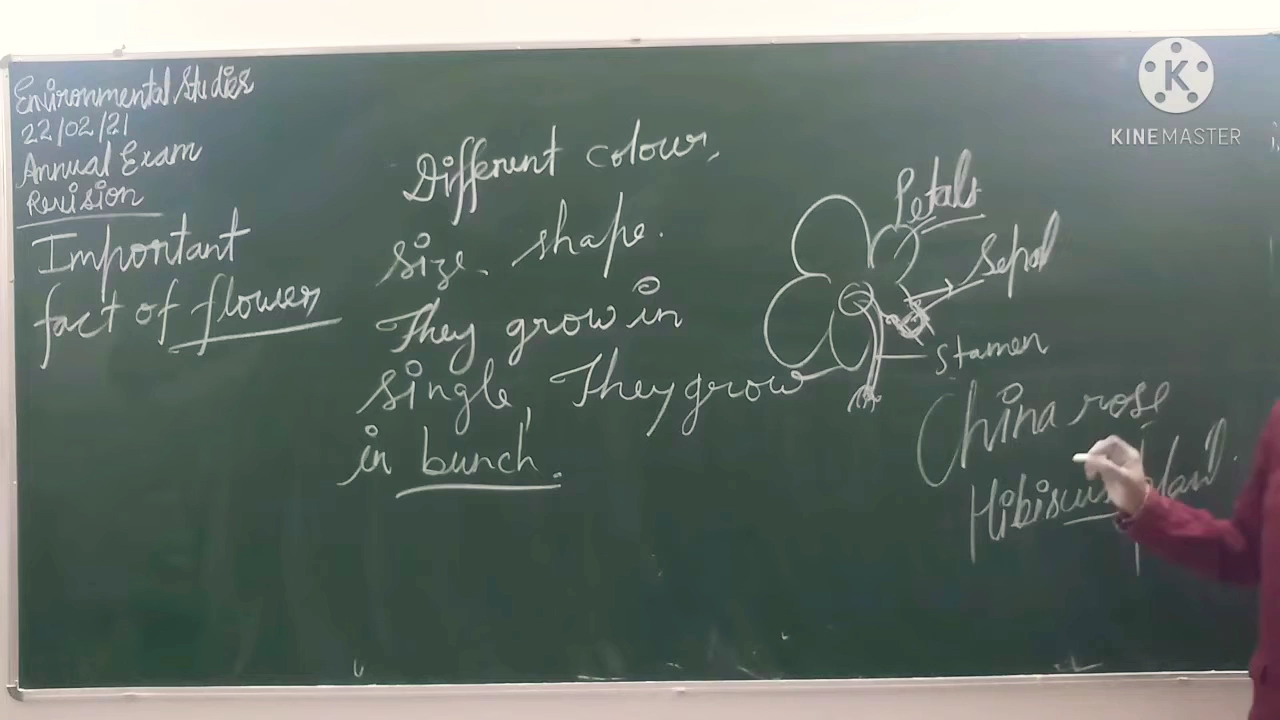 Environmental Studies
22/02/21
Annual Exam
Revision
Important
fact of flower
Different colour,
size shape.
They grow in
single, They grow
in bunch.
Petals
Sepal
Stamen
China rose
Hibiscus plant
K
KINEMASTER